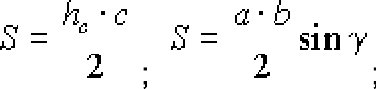 S = h_c · c / 2 ; S = a · b / 2 sin γ ;